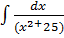 ∫ dx / (x²⁺25)